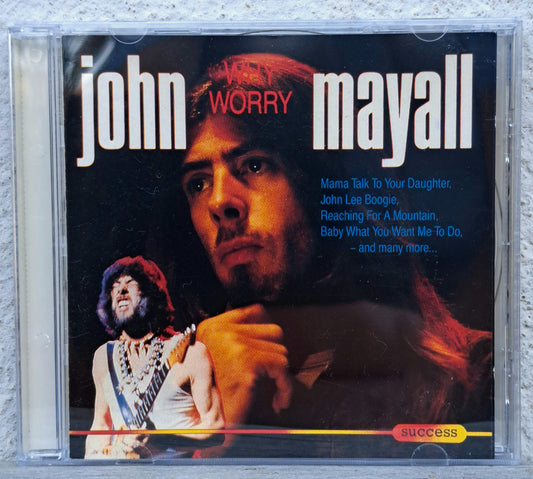 john mayall
WHY
WORRY
Mama Talk To Your Daughter,
John Lee Boogie,
Reaching For A Mountain,
Baby What You Want Me To Do,
– and many more...
success